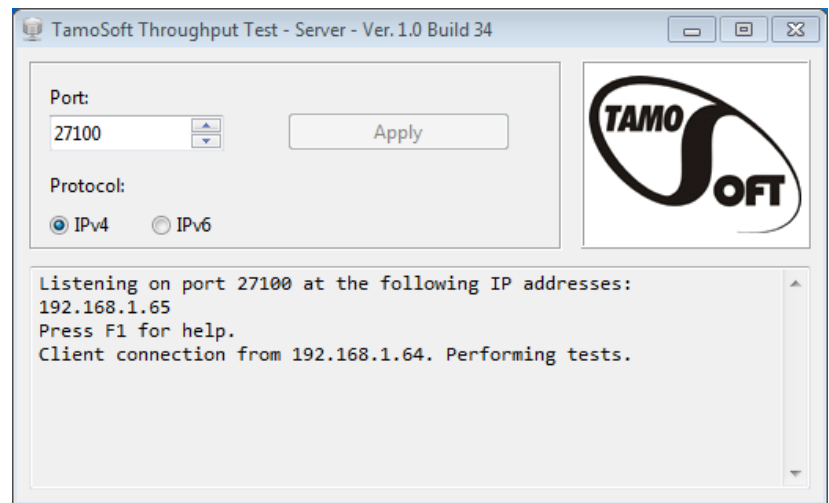 TamoSoft Throughput Test - Server - Ver. 1.0 Build 34
Port:
27100
Apply
Protocol:
IPv4
IPv6
TAMO
SOFT
Listening on port 27100 at the following IP addresses:
192.168.1.65
Press F1 for help.
Client connection from 192.168.1.64. Performing tests.